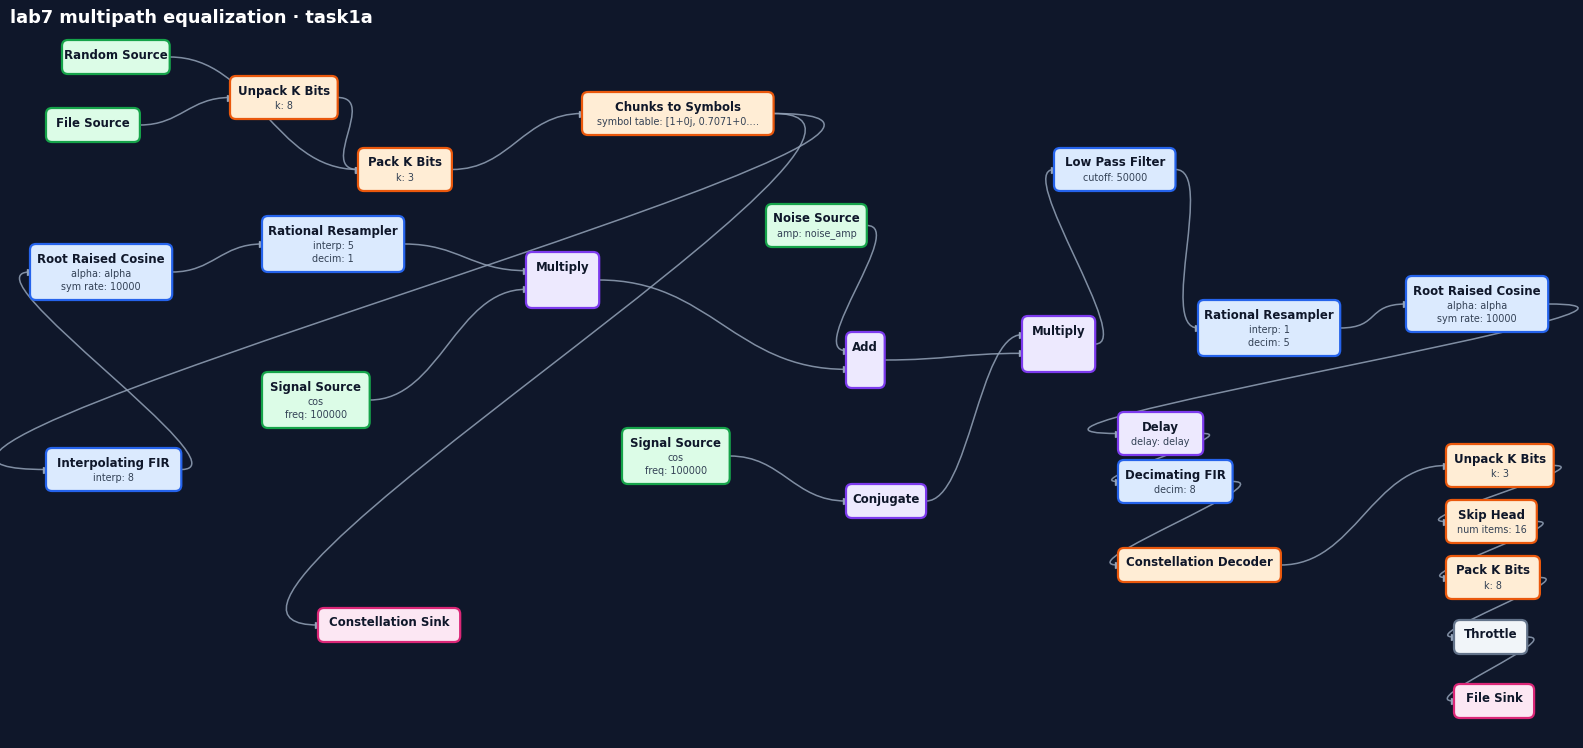 lab7 multipath equalization · task1a
Random Source
File Source
Unpack K Bits
k: 8
Pack K Bits
k: 3
Chunks to Symbols
symbol table: [1+0j, 0.7071+0....
Root Raised Cosine
alpha: alpha
sym rate: 10000
Rational Resampler
interp: 5
decim: 1
Multiply
Noise Source
amp: noise_amp
Signal Source
cos
freq: 100000
Interpolating FIR
interp: 8
Add
Signal Source
cos
freq: 100000
Conjugate
Multiply
Low Pass Filter
cutoff: 50000
Rational Resampler
interp: 1
decim: 5
Root Raised Cosine
alpha: alpha
sym rate: 10000
Delay
delay: delay
Decimating FIR
decim: 8
Constellation Decoder
Unpack K Bits
k: 3
Skip Head
num items: 16
Pack K Bits
k: 8
Throttle
File Sink
Constellation Sink